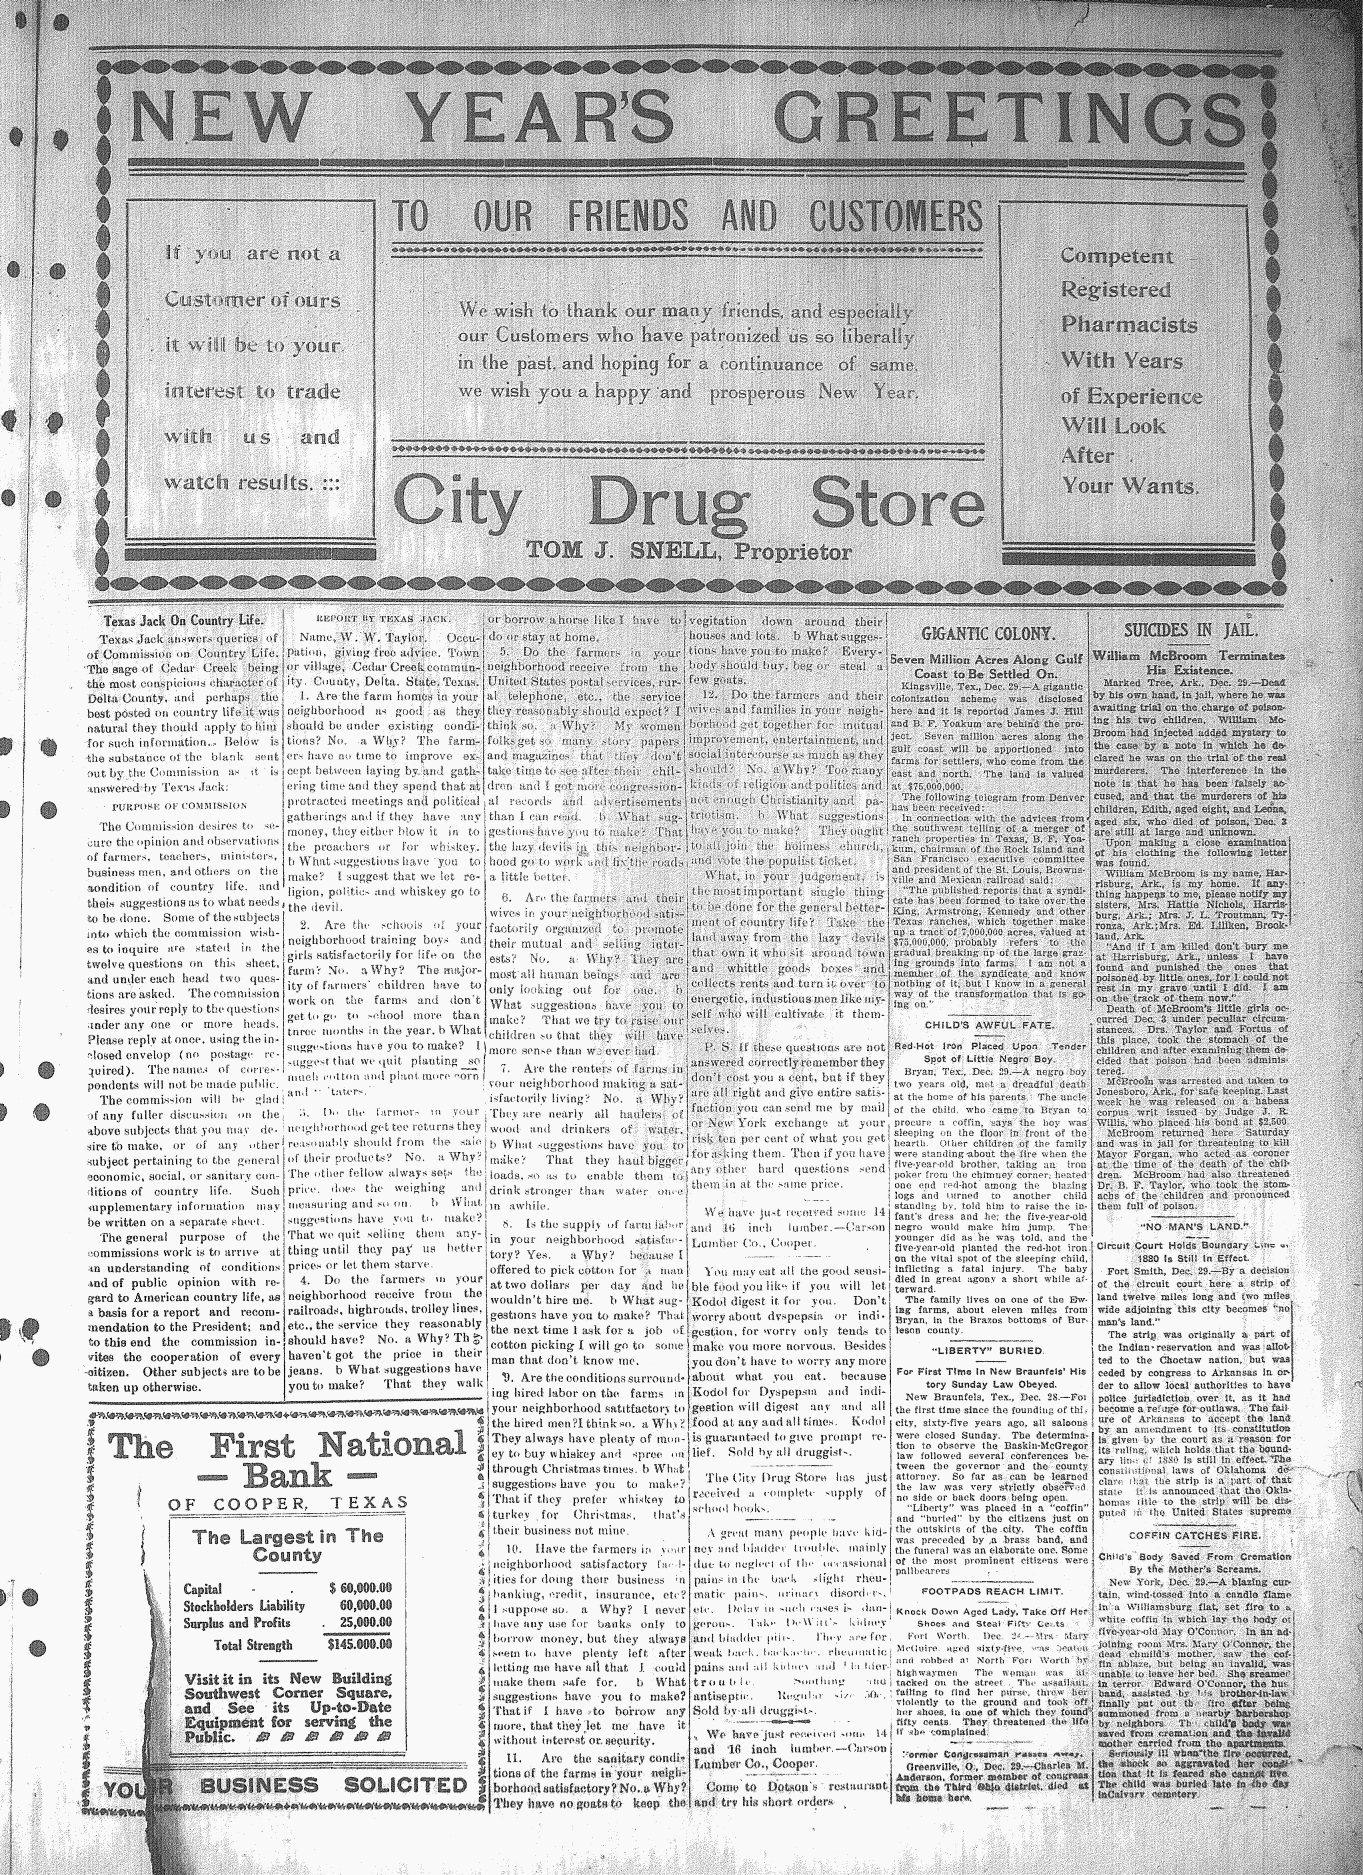 NEW YEAR'S GREETINGS
If you are not a
Customer of ours
it will be to your
interest to trade
with us and
watch results. :::
TO OUR FRIENDS AND CUSTOMERS
We wish to thank our many friends, and especially
our Customers who have patronized us so liberally
in the past, and hoping for a continuance of same,
we wish you a happy and prosperous New Year.
City Drug Store
TOM J. SNELL, Proprietor
Competent
Registered
Pharmacists
With Years
of Experience
Will Look
After
Your Wants.
Texas Jack On Country Life.
Texas Jack answers queries of
of Commission on Country Life.
The sage of Cedar Creek being
the most conspicious character of
Delta County, and perhaps the
best posted on country life it was
natural they should apply to him
for such information. Below is
the substance of the blank sent
out by the Commission as it is
answered by Texas Jack:
PURPOSE OF COMMISSION
The Commission desires to se-
cure the opinion and observations
of farmers, teachers, ministers,
business men, and others on the
aondition of country life, and
theis suggestions as to what needs
to be done. Some of the subjects
into which the commission wish-
es to inquire are stated in the
twelve questions on this sheet,
and under each head two ques-
tions are asked. The commission
desires your reply to the questions
under any one or more heads.
Please reply at once, using the in-
closed envelop (no postage re-
quired). The names of corres-
pondents will not be made public.
The commission will be glad
of any fuller discussion on the
above subjects that you may de-
sire to make, or of any other
subject pertaining to the general
economic, social, or sanitary con-
ditions of country life. Such
supplementary information may
be written on a separate sheet.
The general purpose of the
commissions work is to arrive at
an understanding of conditions
and of public opinion with re-
gard to American country life, as
a basis for a report and recom-
mendation to the President; and
to this end the commission in-
vites the cooperation of every
citizen. Other subjects are to be
taken up otherwise.
REPORT BY TEXAS JACK.
Name, W. W. Taylor. Occu-
pation, giving free advice. Town
or village, Cedar Creek commun-
ity. County, Delta. State, Texas.
1. Are the farm homes in your
neighborhood as good as they
should be under existing condi-
tions? No. a Why? The farm-
ers have no time to improve ex-
cept between laying by and gath-
ering time and they spend that at
protracted meetings and political
gatherings and if they have any
money, they either blow it in to
the preachers or for whiskey.
b What suggestions have you to
make? I suggest that we let re-
ligion, politics and whiskey go to
the devil.
2. Are the schools of your
neighborhood training boys and
girls satisfactorily for life on the
farm? No. a Why? The major-
ity of farmers' children have to
work on the farms and don't
get to go to school more than
three months in the year. b What
suggestions have you to make? I
suggest that we quit planting so
much cotton and plant more corn
and 'taters.
3. Do the farmers in your
neighborhood get tee returns they
reasonably should from the sale
of their products? No. a Why?
The other fellow always sets the
price, does the weighing and
measuring and so on. b What
suggestions have you to make?
That we quit selling them any-
thing until they pay us better
prices or let them starve.
4. Do the farmers in your
neighborhood receive from the
railroads, highroads, trolley lines,
etc., the service they reasonably
should have? No. a Why? They
haven't got the price in their
jeans. b What suggestions have
you to make? That they walk
or borrow a horse like I have to
do or stay at home.
5. Do the farmers in your
neighborhood receive from the
United States postal services, rur-
al telephone, etc., the service
they reasonably should expect? I
think so. a Why? My women
folks get so many story papers
and magazines that they don't
take time to see after their chil-
dren and I got more congression-
al records and advertisements
than I can read. b What sug-
gestions have you to make? That
the lazy devils in this neighbor-
hood go to work and fix the roads
a little better.
6. Are the farmers and their
wives in your neighborhood satis-
factorily organized to promote
their mutual and selling inter-
ests? No. a Why? They are
most all human beings and are
only looking out for one. b
What suggestions have you to
make? That we try to raise our
children so that they will have
more sense than we ever had.
7. Are the renters of farms in
your neighborhood making a sat-
isfactorily living? No. a Why?
They are nearly all haulers of
wood and drinkers of water.
b What suggestions have you to
make? That they haul bigger
loads, so as to enable them to
drink stronger than water once
in awhile.
8. Is the supply of farm labor
in your neighborhood satisfac-
tory? Yes. a Why? because I
offered to pick cotton for a man
at two dollars per day and he
wouldn't hire me. b What sug-
gestions have you to make? That
the next time I ask for a job of
cotton picking I will go to some
man that don't know me.
9. Are the conditions surround-
ing hired labor on the farms in
your neighborhood satitfactory to
the hired men? I think so. a Why?
They always have plenty of mon-
ey to buy whiskey and spree on
through Christmas times. b What
suggestions have you to make?
That if they prefer whiskey to
turkey for Christmas, that's
their business not mine.
10. Have the farmers in your
neighborhood satisfactory facil-
ities for doing their business in
banking, credit, insurance, etc?
I suppose so. a Why? I never
have any use for banks only to
borrow money, but they always
seem to have plenty left after
letting me have all that I could
make them safe for. b What
suggestions have you to make?
That if I have to borrow any
more, that they let me have it
without interest or security.
11. Are the sanitary condi-
tions of the farms in your neigh-
borhood satisfactory? No. a Why?
They have no goats to keep the
vegitation down around their
houses and lots. b What sugges-
tions have you to make? Every-
body should buy, beg or steal a
few goats.
12. Do the farmers and their
wives and families in your neigh-
borhood get together for mutual
improvement, entertainment, and
social intercourse as much as they
should? No. a Why? Too many
kinds of religion and politics and
not enough Christianity and pa-
triotism. b What suggestions
have you to make? They ought
to all join the holiness church,
and vote the populist ticket.
What, in your judgement, is
the most important single thing
to be done for the general better-
ment of country life? Take the
land away from the lazy devils
that own it who sit around town
and whittle goods boxes and
collects rents and turn it over to
energetic, industious men like my-
self who will cultivate it them-
selves.
P. S. If these questions are not
answered correctly remember they
don't cost you a cent, but if they
are all right and give entire satis-
faction you can send me by mail
or New York exchange at your
risk ten per cent of what you get
for asking them. Then if you have
any other hard questions send
them in at the same price.
We have just received some 14
and 16 inch lumber.—Carson
Lumber Co., Cooper.
You may eat all the good sensi-
ble food you like if you will let
Kodol digest it for you. Don't
worry about dyspepsia or indi-
gestion, for worry only tends to
make you more norvous. Besides
you don't have to worry any more
about what you eat, because
Kodol for Dyspepsia and indi-
gestion will digest any and all
food at any and all times. Kodol
is guaranteed to give prompt re-
lief. Sold by all druggists.
The City Drug Store has just
received a complete supply of
school books.
A great many people have kid-
ney and bladder trouble, mainly
due to neglect of the occassional
pains in the back slight rheu-
matic pains, urinary disorders,
etc. Delay in such cases is dan-
gerous. Take DeWitt's kidney
and bladder pills. They are for
weak back, backache, rheumatic
pains and all kidney and bladder
trouble. Soothing and
antiseptic. Regular size 50c.
Sold by all druggists.
We have just received some 14
and 16 inch lumber.—Carson
Lumber Co., Cooper.
Come to Dotson's restaurant
and try his short orders
GIGANTIC COLONY.
Seven Million Acres Along Gulf
Coast to Be Settled On.
Kingsville, Tex., Dec. 29.—A gigantic
colonization scheme was disclosed
here and it is reported James J. Hill
and B. F. Yoakum are behind the pro-
ject. Seven million acres along the
gulf coast will be apportioned into
farms for settlers, who come from the
east and north. The land is valued
at $75,000,000.
The following telegram from Denver
has been received:
In connection with the advices from
the southwest telling of a merger of
ranch properties in Texas, B. F. Yoa-
kum, chairman of the Rock Island and
San Francisco executive committee
and president of the St. Louis, Browns-
ville and Mexican railroad said:
"The published reports that a syndi-
cate has been formed to take over the
King, Armstrong, Kennedy and other
Texas ranches, which together make
up a tract of 7,000,000 acres, valued at
$75,000,000, probably refers to the
gradual breaking up of the large graz-
ing grounds into farms. I am not a
member of the syndicate and know
nothing of it, but I know in a general
way of the transformation that is go-
ing on."
CHILD'S AWFUL FATE.
Red-Hot Iron Placed Upon Tender
Spot of Little Negro Boy.
Bryan, Tex., Dec. 29.—A negro boy
two years old, met a dreadful death
at the home of his parents. The uncle
of the child, who came to Bryan to
procure a coffin, says the boy was
sleeping on the floor in front of the
hearth. Other children of the family
were standing about the fire when the
five-year-old brother, taking an iron
poker from the chimney corner, heated
one end red-hot among the blazing
logs and turned to another child
standing by, told him to raise the in-
fant's dress and he, the five-year-old
negro would make him jump. The
younger did as he was told, and the
five-year-old planted the red-hot iron
on the vital spot of the sleeping child,
inflicting a fatal injury. The baby
died in great agony a short while af-
terward.
The family lives on one of the Ew-
ing farms, about eleven miles from
Bryan, in the Brazos bottoms of Bur-
leson county.
"LIBERTY" BURIED.
For First Time in New Braunfels' His
tory Sunday Law Obeyed.
New Braunfels, Tex., Dec. 28.—For
the first time since the founding of this
city, sixty-five years ago, all saloons
were closed Sunday. The determina-
tion to observe the Baskin-McGregor
law followed several conferences be-
tween the governor and the county
attorney. So far as can be learned
the law was very strictly observed
no side or back doors being open.
"Liberty" was placed in a "coffin"
and "buried" by the citizens just on
the outskirts of the city. The coffin
was preceded by a brass band, and
the funeral was an elaborate one. Some
of the most prominent citizens were
pallbearers
FOOTPADS REACH LIMIT.
Knock Down Aged Lady, Take Off Her
Shoes and Steal Fifty Cents.
Fort Worth, Dec. —Mrs. Mary
McGuire, aged sixty-five, was beaten
and robbed at North Fort Worth by
highwaymen The woman was at-
tacked on the street. The assailant,
failing to find her purse, threw her
violently to the ground and took off
her shoes, in one of which they found
fifty cents. They threatened the life
if she complained.
Former Congressman Passes Away.
Greenville, O., Dec. 29.—Charles M.
Anderson, former member of congress
from the Third Ohio district, died at
his home here.
SUICIDES IN JAIL.
William McBroom Terminates
His Existence.
Marked Tree, Ark., Dec. 29.—Dead
by his own hand, in jail, where he was
awaiting trial on the charge of poison-
ing his two children, William Mc-
Broom had injected added mystery to
the case by a note in which he de-
clared he was on the trial of the real
murderers. The interference in the
note is that he has been falsely ac-
cused, and that the murderers of his
children, Edith, aged eight, and Leona,
aged six, who died of poison, Dec. 3
are still at large and unknown.
Upon making a close examination
of his clothing the following letter
was found.
William McBroom is my name, Har-
risburg, Ark., is my home. If any-
thing happens to me, please notify my
sisters, Mrs. Hattie Nichols, Harris-
burg, Ark.; Mrs. J. L. Troutman, Ty-
ronza, Ark.; Mrs. Ed. Lilliken, Brook-
land, Ark.
"And if I am killed don't bury me
at Harrisburg, Ark., unless I have
found and punished the ones that
poisoned by little ones, for I could not
rest in my grave until I did. I am
on the track of them now."
Death of McBroom's little girls oc-
curred Dec. 3 under peculiar circum-
stances. Drs. Taylor and Fortus of
this place, took the stomach of the
children and after examining them de-
cided that poison had been adminis-
tered.
McBroom was arrested and taken to
Jonesboro, Ark., for safe keeping. Last
week he was released on a habeas
corpus writ issued by Judge J. R.
Willis, who placed his bond at $2,500.
McBroom returned here Saturday
and was in jail for threatening to kill
Mayor Forgan, who acted as coroner
at the time of the death of the chil-
dren. McBroom had also threatened
Dr. B. F. Taylor, who took the stom-
achs of the children and pronounced
them full of poison.
"NO MAN'S LAND."
Circuit Court Holds Boundary Line of
1880 Is Still In Effect.
Fort Smith, Dec. 29.—By a decision
of the circuit court here a strip of
land twelve miles long and two miles
wide adjoining this city becomes "no
man's land."
The strip was originally a part of
the Indian reservation and was allot-
ted to the Choctaw nation, but was
ceded by congress to Arkansas in or-
der to allow local authorities to have
police jurisdiction over it, as it had
become a refuge for outlaws. The fail-
ure of Arkansas to accept the land
by an amendment to its constitution
is given by the court as a reason for
its ruling, which holds that the bound-
ary line of 1880 is still in effect. The
constitutional laws of Oklahoma de-
clare that the strip is a part of that
state It is announced that the Okla-
homas title to the strip will be dis-
puted in the United States supreme
COFFIN CATCHES FIRE.
Child's Body Saved From Cremation
By the Mother's Screams.
New York, Dec. 29.—A blazing cur-
tain, wind-tossed into a candle flame
in a Williamsburg flat, set fire to a
white coffin in which lay the body of
five-year-old May O'Connor. In an ad-
joining room Mrs. Mary O'Connor, the
dead chmild's mother, saw the cof-
fin ablaze, but being an invalid, was
unable to leave her bed. She screamed
in terror. Edward O'Connor, the hus
band, assisted by his brother-in-law
finally put out the fire after being
summoned from a nearby barbershop
by neighbors. The child's body was
saved from cremation and the invalid
mother carried from the apartments.
Seriously ill when the fire occurred,
the shock so aggravated her condi-
tion that it is feared she cannot live.
The child was buried late in the day
inCalvary cemetery.
The First National
— Bank —
OF COOPER, TEXAS
The Largest in The
County
Capital - . $ 60,000.00
Stockholders Liability 60,000.00
Surplus and Profits 25,000.00
Total Strength $145.000.00
Visit it in its New Building
Southwest Corner Square,
and See its Up-to-Date
Equipment for serving the
Public.
YOUR BUSINESS SOLICITED